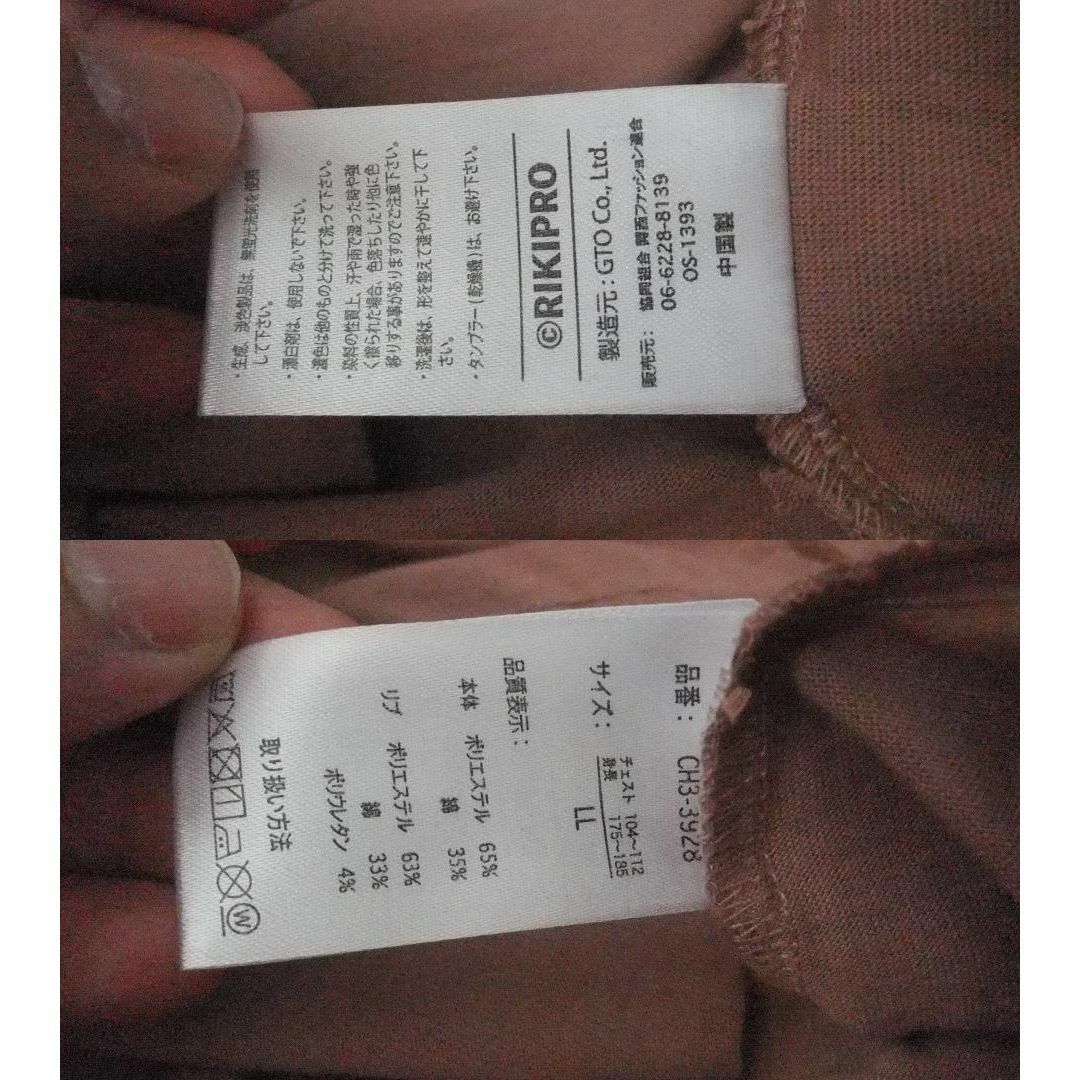 ・生成、淡色製品は、無蛍光洗剤を使用
して下さい。
・漂白剤は、使用しないで下さい。
・濃色は他のものと分けて洗って下さい。
・染料の性質上、汗や雨で湿った時や強
く擦られた場合、色落ちしたり他に色
移りする事がありますのでご注意下さい。
・洗濯後は、形を整えて速やかに干して下
さい。
・タンブラー(乾燥機)は、お避け下さい。
©RIKIPRO
製造元:GTO Co., Ltd.
販売元: 協同組合 関西ファッション連合
06-6228-8139
OS-1393
中国製
品番: CH3-3928
サイズ: チェスト 104～112
身長 175～185
LL
品質表示:
本体 ポリエステル 65%
綿 35%
リブ ポリエステル 63%
綿 33%
ポリウレタン 4%
取り扱い方法
W